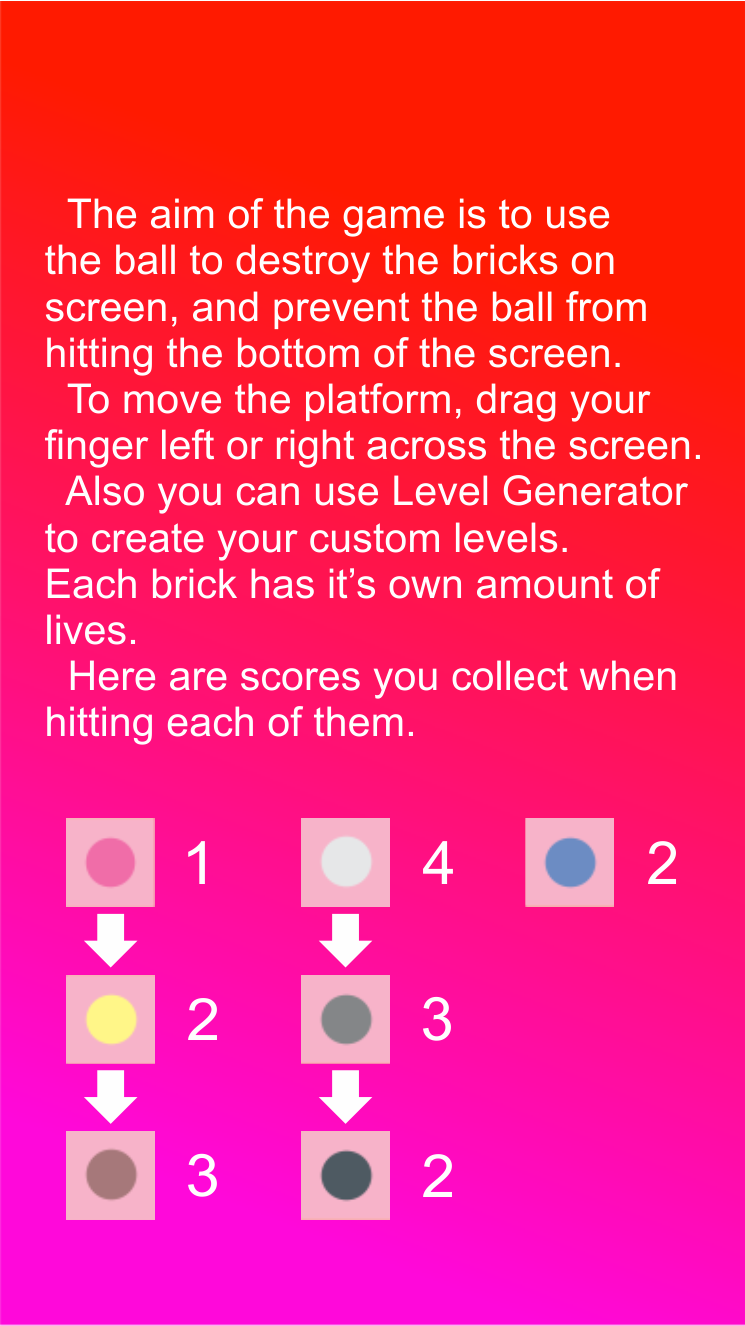 The aim of the game is to use
the ball to destroy the bricks on
screen, and prevent the ball from
hitting the bottom of the screen.
To move the platform, drag your
finger left or right across the screen.
Also you can use Level Generator
to create your custom levels.
Each brick has it’s own amount of
lives.
Here are scores you collect when
hitting each of them.
1 4 2
2 3
3 2